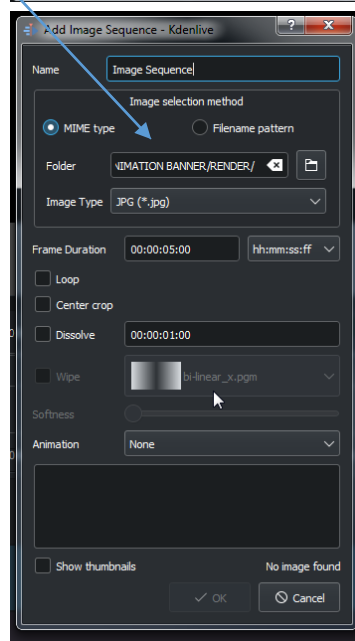 Add Image Sequence - Kdenlive
Name Image Sequence
Image selection method
MIME type Filename pattern
Folder NIMATION BANNER/RENDER/
Image Type JPG (*.jpg)
Frame Duration 00:00:05:00 hh:mm:ss:ff
Loop
Center crop
Dissolve 00:00:01:00
Wipe bi-linear_x.pgm
Softness
Animation None
Show thumbnails No image found
OK Cancel